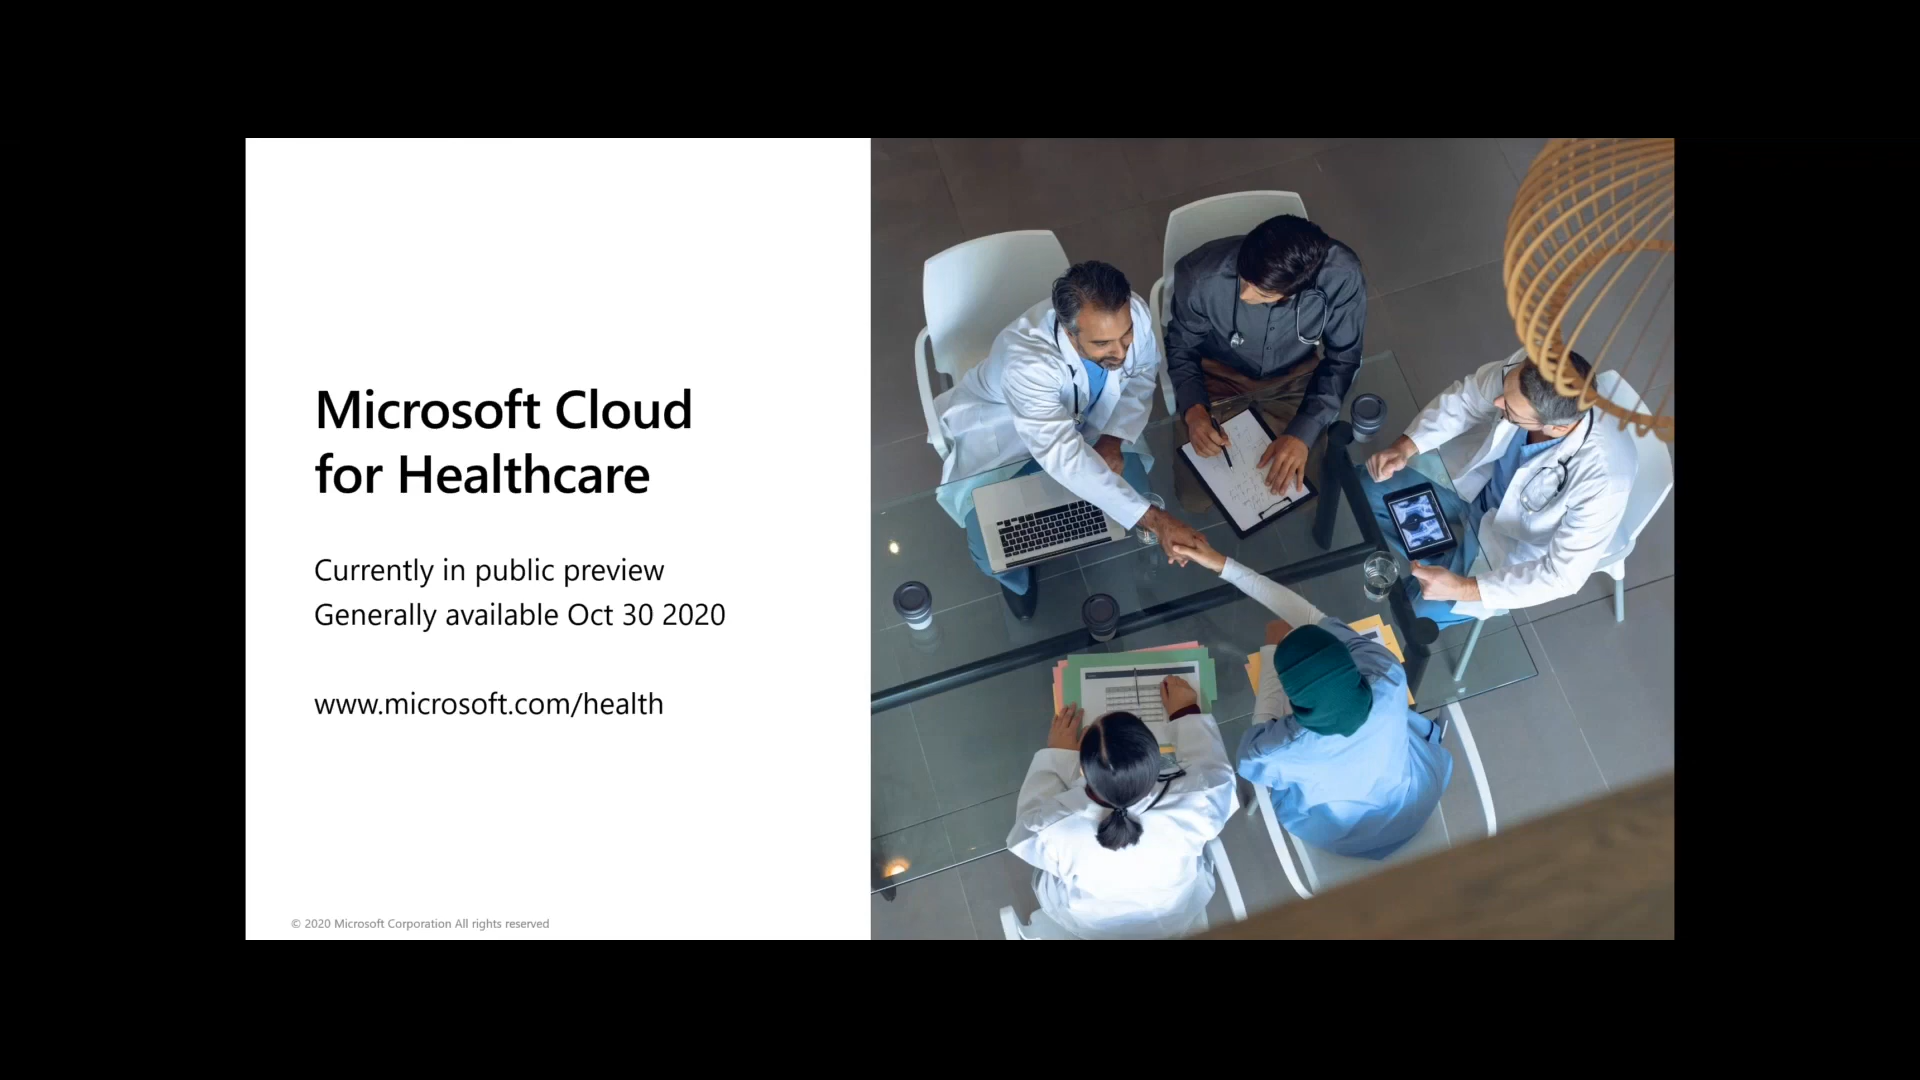 Microsoft Cloud
for Healthcare
Currently in public preview
Generally available Oct 30 2020
www.microsoft.com/health
© 2020 Microsoft Corporation All rights reserved